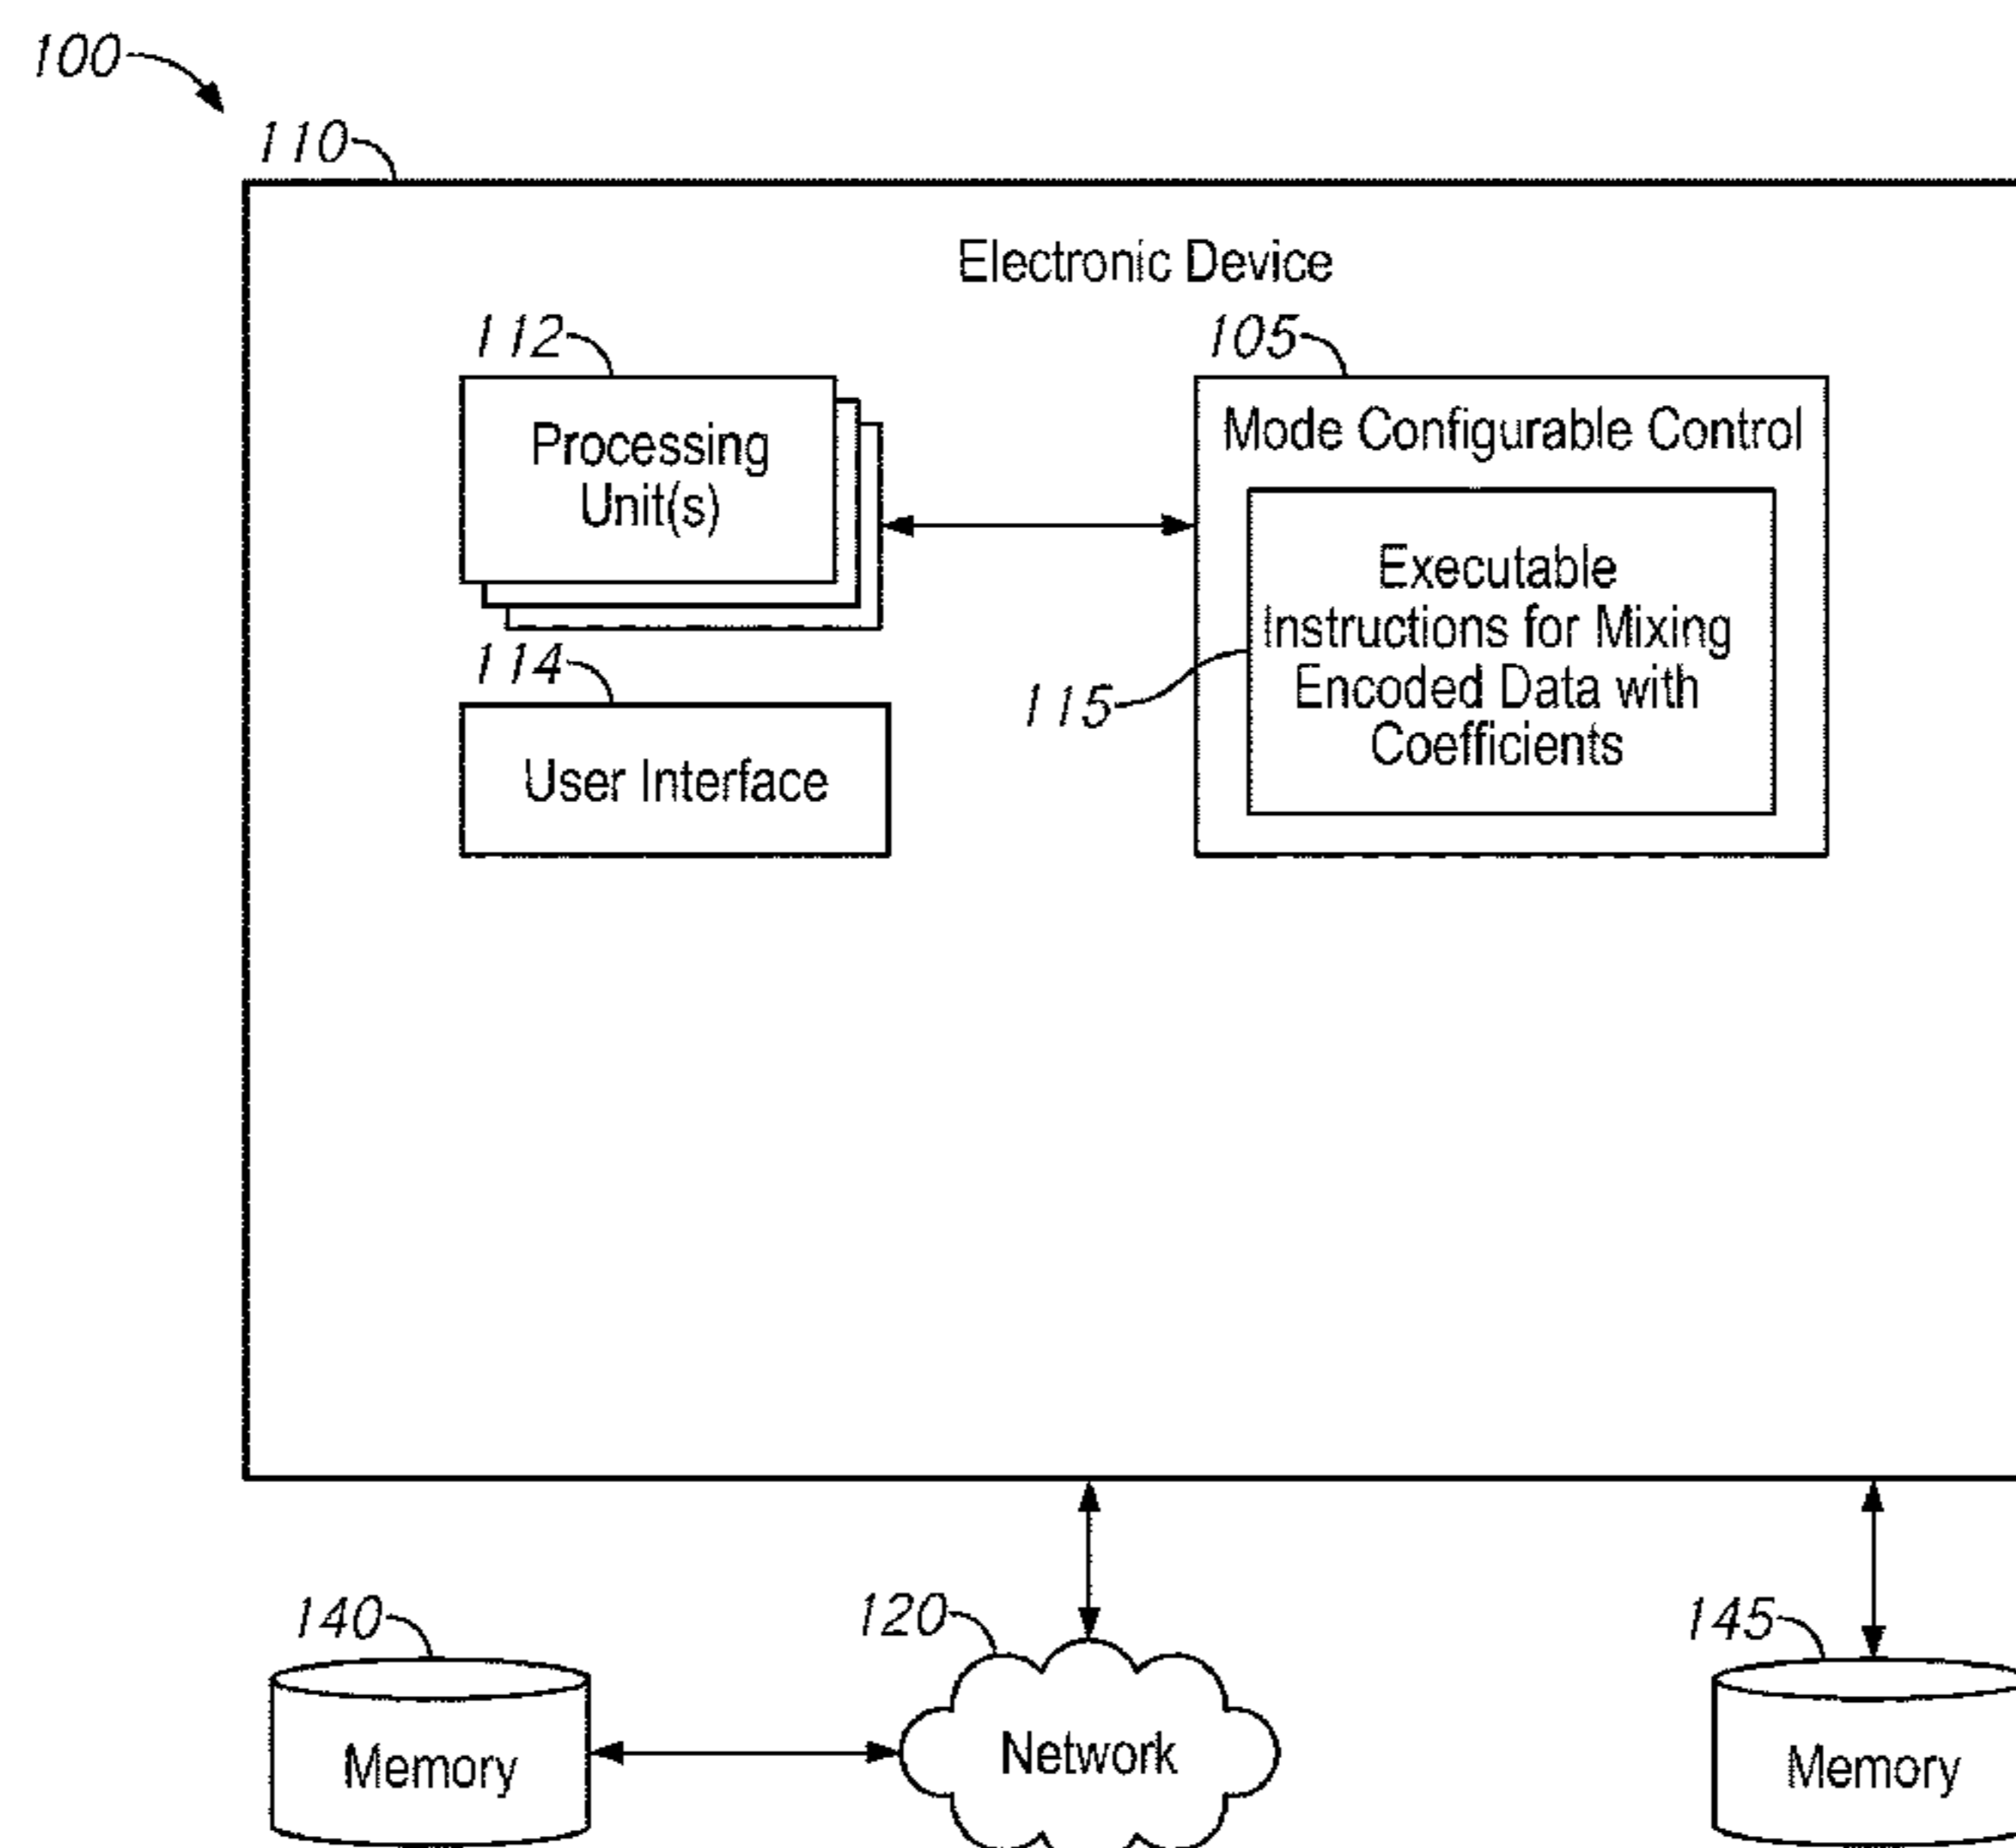 100
110
Electronic Device
112
105
Processing
Unit(s)
Mode Configurable Control
Executable
Instructions for Mixing
Encoded Data with
Coefficients
114
115
User Interface
140
120
145
Memory
Network
Memory